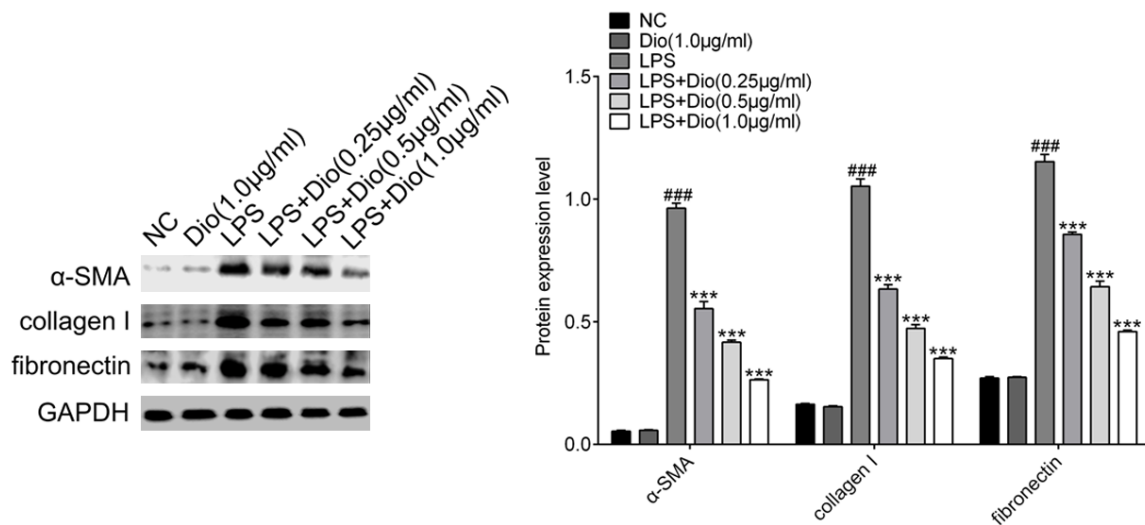 NC
Dio(1.0µg/ml)
LPS
LPS+Dio(0.25µg/ml)
LPS+Dio(0.5µg/ml)
LPS+Dio(1.0µg/ml)
α-SMA
collagen I
fibronectin
GAPDH
NC
Dio(1.0µg/ml)
LPS
LPS+Dio(0.25µg/ml)
LPS+Dio(0.5µg/ml)
LPS+Dio(1.0µg/ml)
Protein expression level
1.5
1.0
0.5
0.0
###
***
***
***
###
***
***
***
###
***
***
***
α-SMA
collagen I
fibronectin